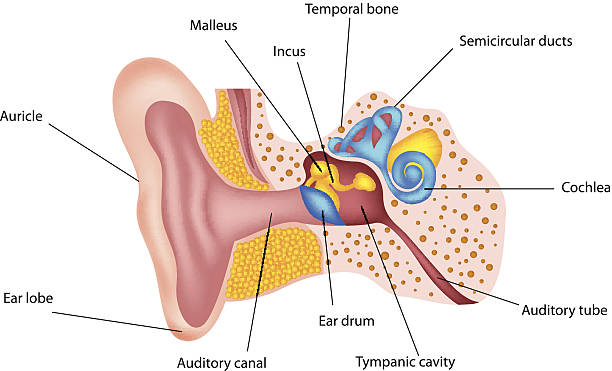 Temporal bone
Malleus
Semicircular ducts
Incus
Auricle
Cochlea
Ear lobe
Auditory tube
Ear drum
Auditory canal
Tympanic cavity